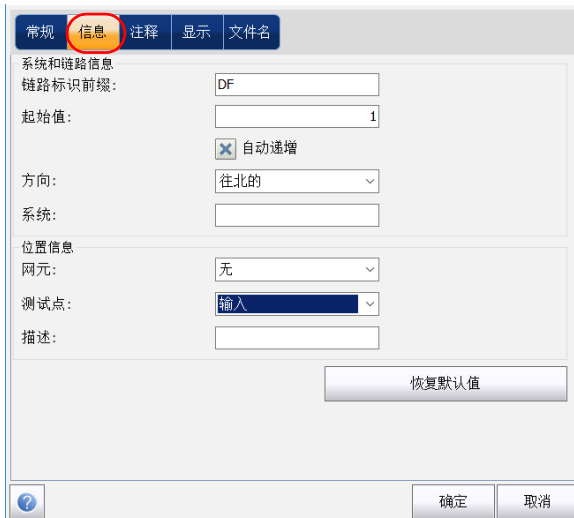 常规 信息 注释 显示 文件名
系统和链路信息
链路标识前缀: DF
起始值: 1
自动递增
方向: 往北的
系统:
位置信息
网元: 无
测试点: 输入
描述:
恢复默认值
? 确定 取消